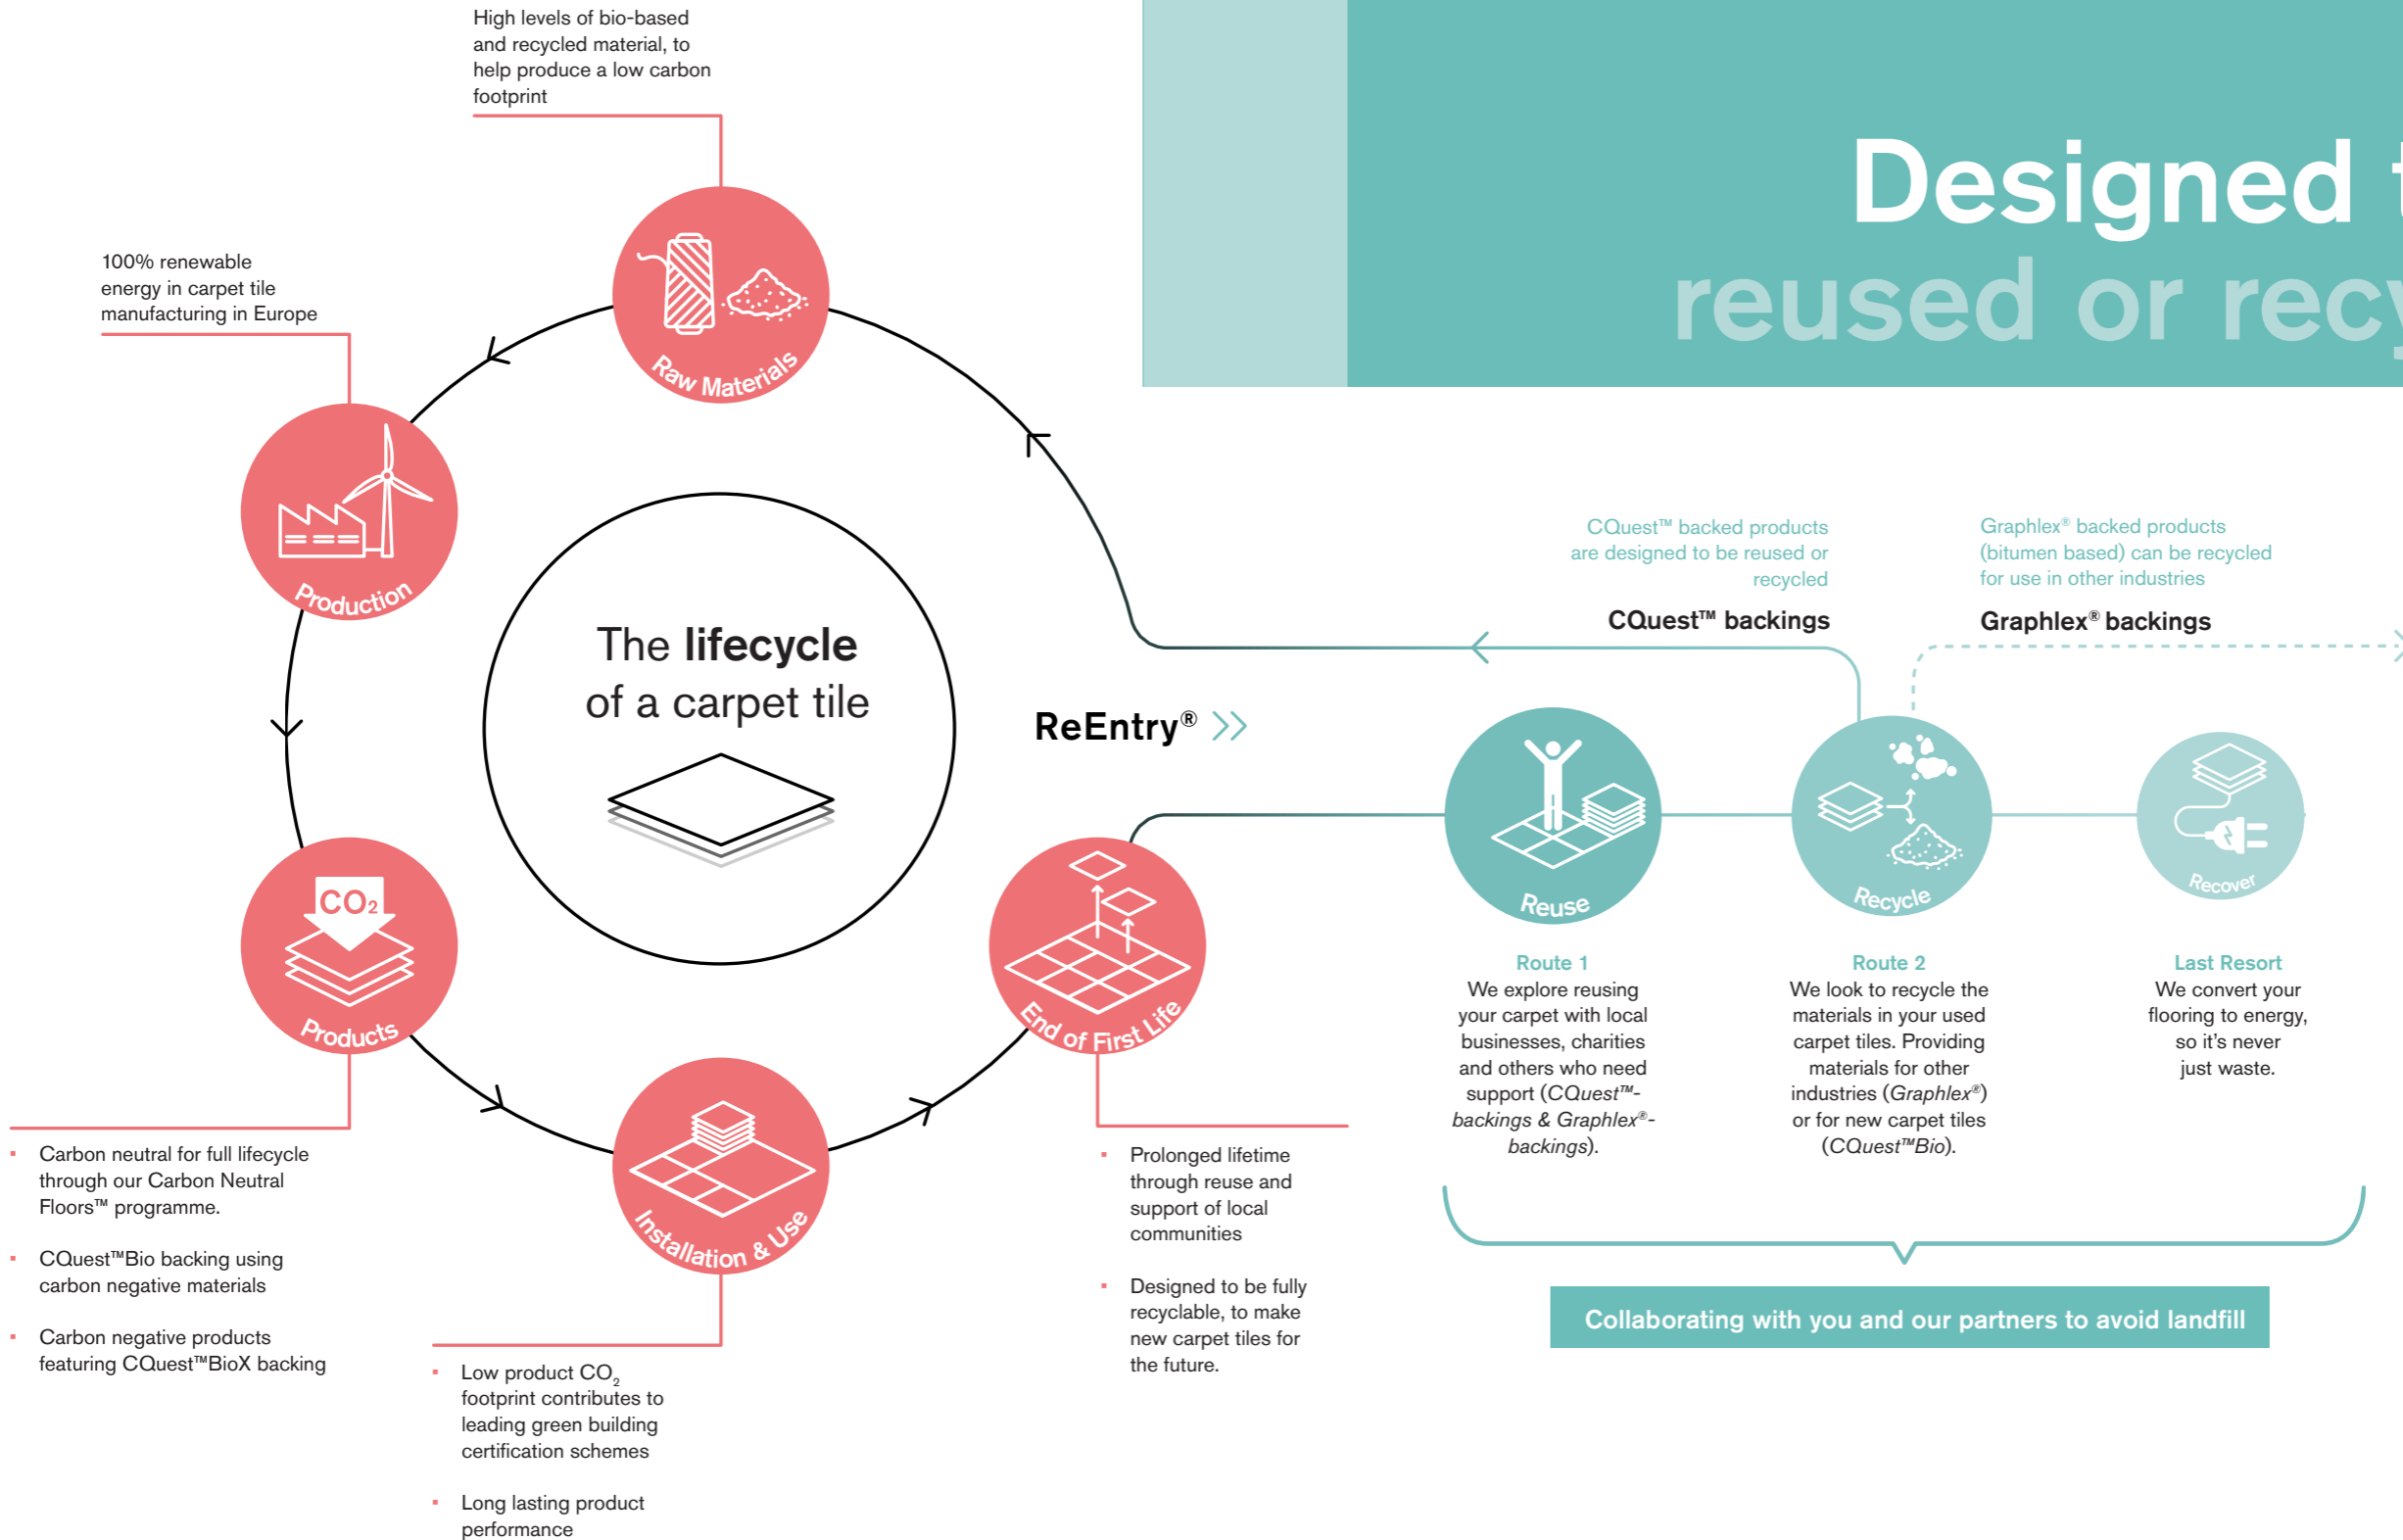 High levels of bio-based
and recycled material, to
help produce a low carbon
footprint
Designed t
reused or recy
100% renewable
energy in carpet tile
manufacturing in Europe
Raw Materials
Production
The lifecycle
of a carpet tile
CO₂
Products
Installation & Use
End of First Life
ReEntry® 
CQuest™ backed products
are designed to be reused or
recycled
CQuest™ backings
Graphlex® backed products
(bitumen based) can be recycled
for use in other industries
Graphlex® backings
Reuse
Recycle
Recover
Route 1
We explore reusing
your carpet with local
businesses, charities
and others who need
support (CQuest™-
backings & Graphlex®-
backings).
Route 2
We look to recycle the
materials in your used
carpet tiles. Providing
materials for other
industries (Graphlex®)
or for new carpet tiles
(CQuest™Bio).
Last Resort
We convert your
flooring to energy,
so it's never
just waste.
▪ Carbon neutral for full lifecycle
through our Carbon Neutral
Floors™ programme.
▪ CQuest™Bio backing using
carbon negative materials
▪ Carbon negative products
featuring CQuest™BioX backing
▪ Low product CO₂
footprint contributes to
leading green building
certification schemes
▪ Long lasting product
performance
▪ Prolonged lifetime
through reuse and
support of local
communities
▪ Designed to be fully
recyclable, to make
new carpet tiles for
the future.
Collaborating with you and our partners to avoid landfill